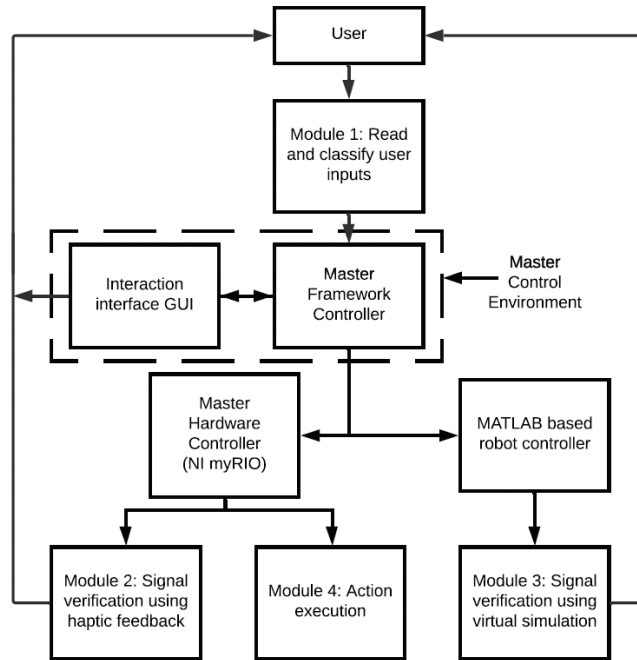 User
Module 1: Read
and classify user
inputs
Interaction
interface GUI
Master
Framework
Controller
Master
Control
Environment
Master
Hardware
Controller
(NI myRIO)
MATLAB based
robot controller
Module 2: Signal
verification using
haptic feedback
Module 4: Action
execution
Module 3: Signal
verification using
virtual simulation